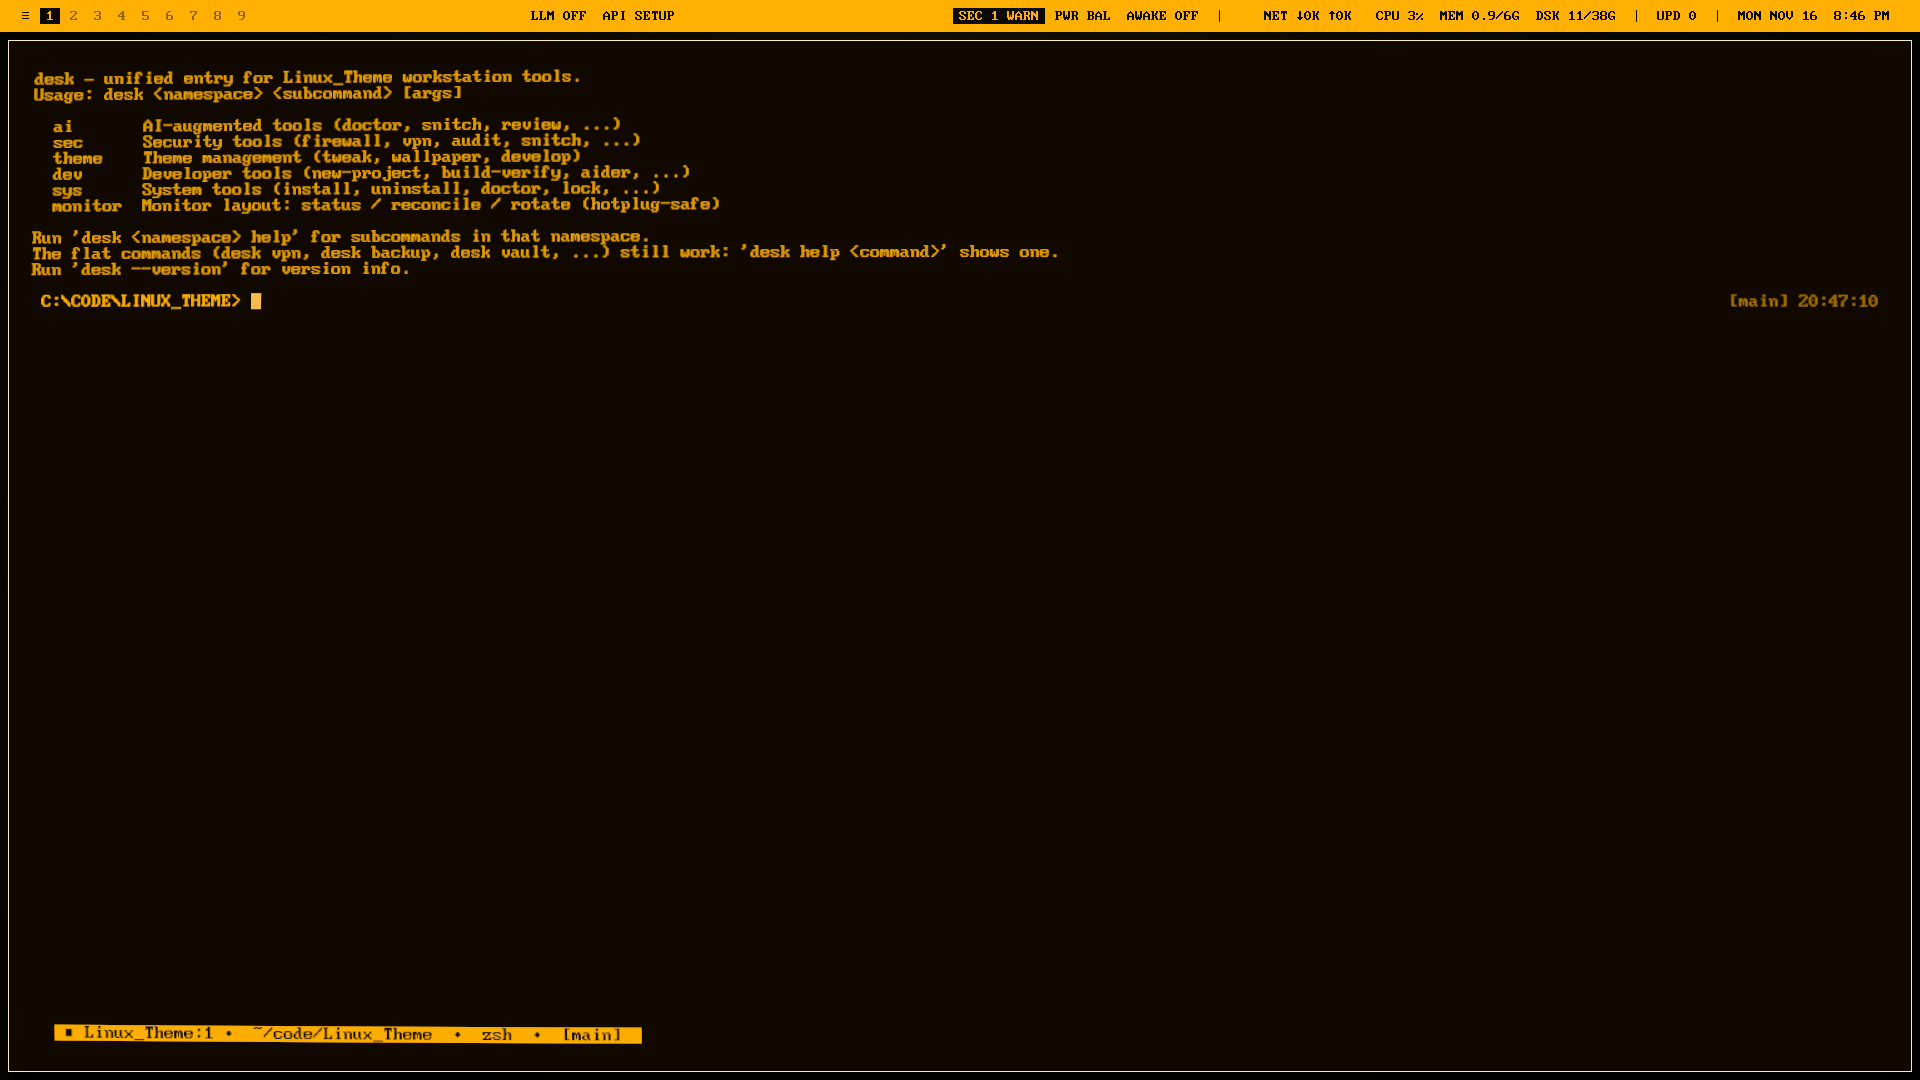 ≡ 1 2 3 4 5 6 7 8 9 LLM OFF API SETUP SEC 1 WARN PWR BAL AWAKE OFF | NET ↓0K ↑0K CPU 3% MEM 0.9/6G DSK 11/38G | UPD 0 | MON NOV 16 8:46 PM
desk — unified entry for Linux_Theme workstation tools.
Usage: desk <namespace> <subcommand> [args]
ai AI-augmented tools (doctor, snitch, review, ...)
sec Security tools (firewall, vpn, audit, snitch, ...)
theme Theme management (tweak, wallpaper, develop)
dev Developer tools (new-project, build-verify, aider, ...)
sys System tools (install, uninstall, doctor, lock, ...)
monitor Monitor layout: status / reconcile / rotate (hotplug-safe)
Run 'desk <namespace> help' for subcommands in that namespace.
The flat commands (desk vpn, desk backup, desk vault, ...) still work: 'desk help <command>' shows one.
Run 'desk --version' for version info.
C:\CODE\LINUX_THEME> [main] 20:47:10
▪ Linux_Theme:1 • ~/code/Linux_Theme • zsh • [main]